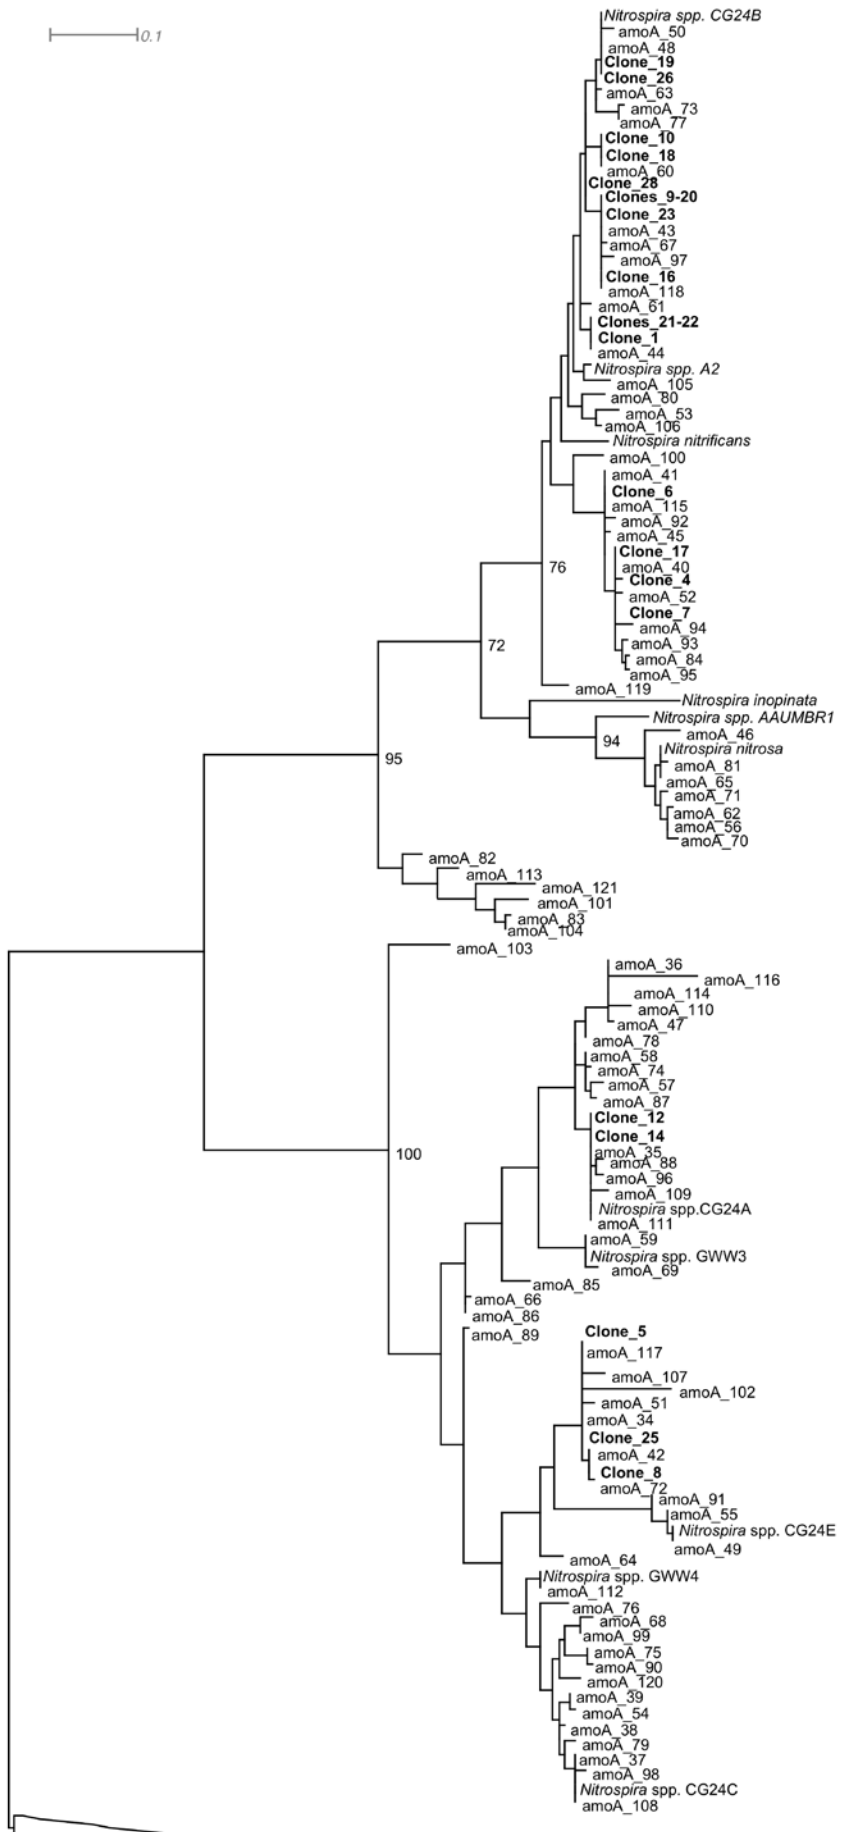 0.1
Nitrospira spp. CG24B
amoA_50
amoA_48
Clone_19
Clone_26
amoA_63
amoA_73
amoA_77
Clone_10
Clone_18
amoA_60
Clone_28
Clones_9-20
Clone_23
amoA_43
amoA_67
amoA_97
Clone_16
amoA_118
amoA_61
Clones_21-22
Clone_1
amoA_44
Nitrospira spp. A2
amoA_105
amoA_80
amoA_53
amoA_106
Nitrospira nitrificans
amoA_100
amoA_41
Clone_6
amoA_115
amoA_92
amoA_45
Clone_17
76
amoA_40
Clone_4
amoA_52
Clone_7
amoA_94
72
amoA_93
amoA_84
amoA_95
amoA_119
Nitrospira inopinata
Nitrospira spp. AAUMBR1
amoA_46
94
Nitrospira nitrosa
95
amoA_81
amoA_65
amoA_71
amoA_62
amoA_56
amoA_70
amoA_82
amoA_113
amoA_121
amoA_101
amoA_83
amoA_104
amoA_103
amoA_36
amoA_116
amoA_114
amoA_110
amoA_47
amoA_78
amoA_58
amoA_74
amoA_57
amoA_87
Clone_12
Clone_14
amoA_35
100
amoA_88
amoA_96
amoA_109
Nitrospira spp.CG24A
amoA_111
amoA_59
Nitrospira spp. GWW3
amoA_69
amoA_85
amoA_66
amoA_86
amoA_89
Clone_5
amoA_117
amoA_107
amoA_102
amoA_51
amoA_34
Clone_25
amoA_42
Clone_8
amoA_72
amoA_91
amoA_55
Nitrospira spp. CG24E
amoA_49
amoA_64
Nitrospira spp. GWW4
amoA_112
amoA_76
amoA_68
amoA_99
amoA_75
amoA_90
amoA_120
amoA_39
amoA_54
amoA_38
amoA_79
amoA_37
amoA_98
Nitrospira spp. CG24C
amoA_108